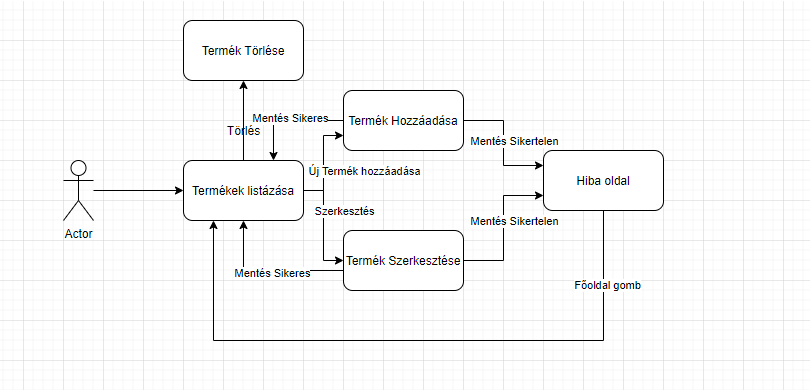 Termék Törlése
Törlés
Mentés Sikeres
Termék Hozzáadása
Mentés Sikertelen
Új Termék hozzáadása
Termékek listázása
Hiba oldal
Szerkesztés
Mentés Sikertelen
Actor
Termék Szerkesztése
Mentés Sikeres
Főoldal gomb